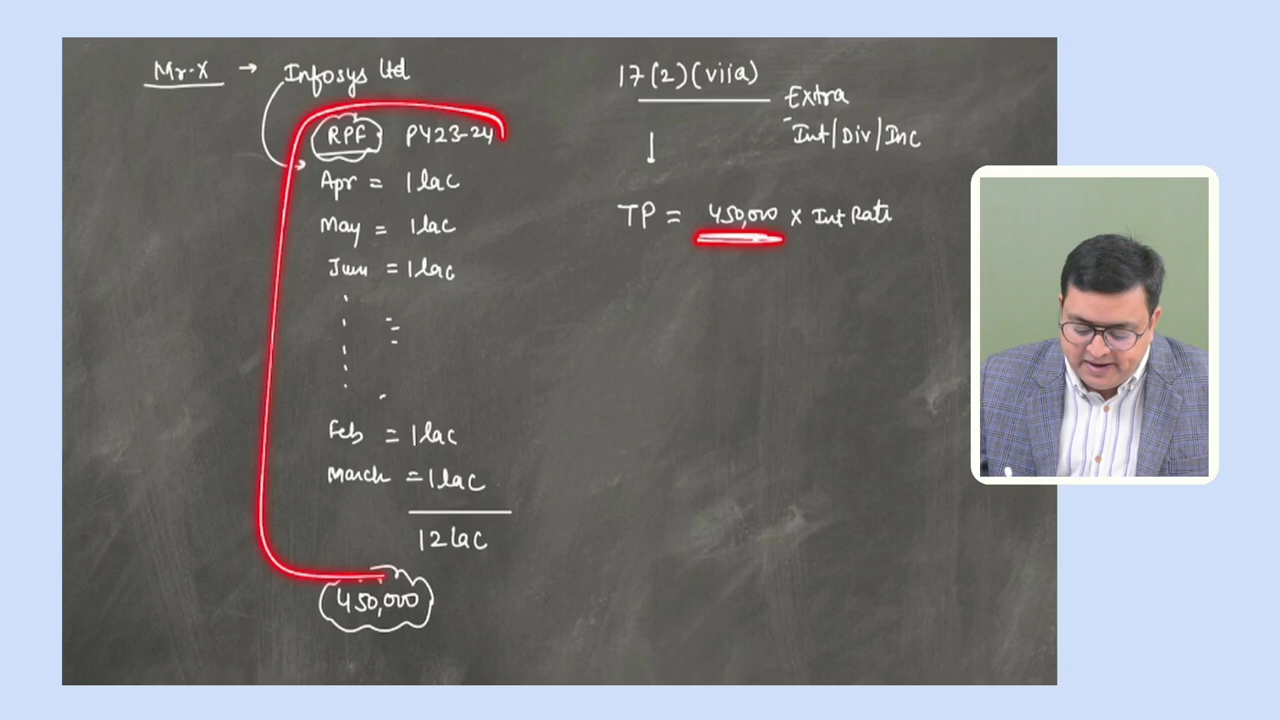 Mr-X → Infosys Ltd
RPF PY23-24
Apr = 1 lac
May = 1 lac
Jun = 1 lac
Feb = 1 lac
March = 1 lac
12 lac
450,000
17(2)(viia)
Extra
Int/Div/Inc
TP = 450,000 x Int Rate